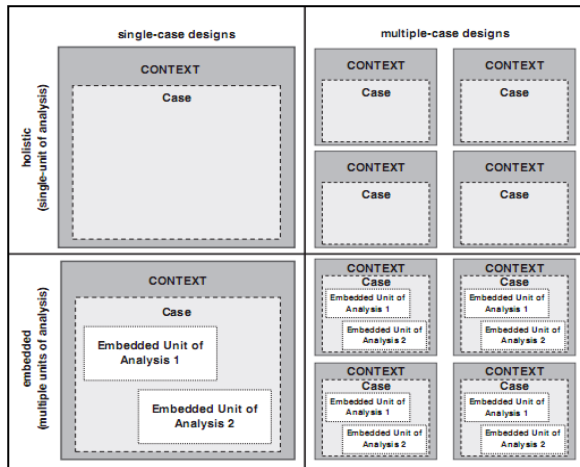 single-case designs
multiple-case designs
holistic
(single-unit of analysis)
CONTEXT
Case
CONTEXT
Case
CONTEXT
Case
CONTEXT
Case
CONTEXT
Case
embedded
(multiple units of analysis)
CONTEXT
Case
Embedded Unit of
Analysis 1
Embedded Unit of
Analysis 2
CONTEXT
Case
Embedded Unit of
Analysis 1
Embedded Unit of
Analysis 2
CONTEXT
Case
Embedded Unit of
Analysis 1
Embedded Unit of
Analysis 2
CONTEXT
Case
Embedded Unit of
Analysis 1
Embedded Unit of
Analysis 2
CONTEXT
Case
Embedded Unit of
Analysis 1
Embedded Unit of
Analysis 2